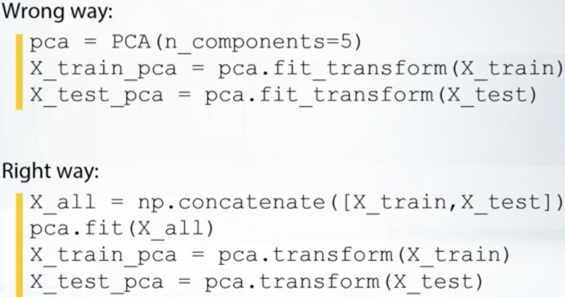 Wrong way:
pca = PCA(n_components=5)
X_train_pca = pca.fit_transform(X_train)
X_test_pca = pca.fit_transform(X_test)
Right way:
X_all = np.concatenate([X_train,X_test])
pca.fit(X_all)
X_train_pca = pca.transform(X_train)
X_test_pca = pca.transform(X_test)